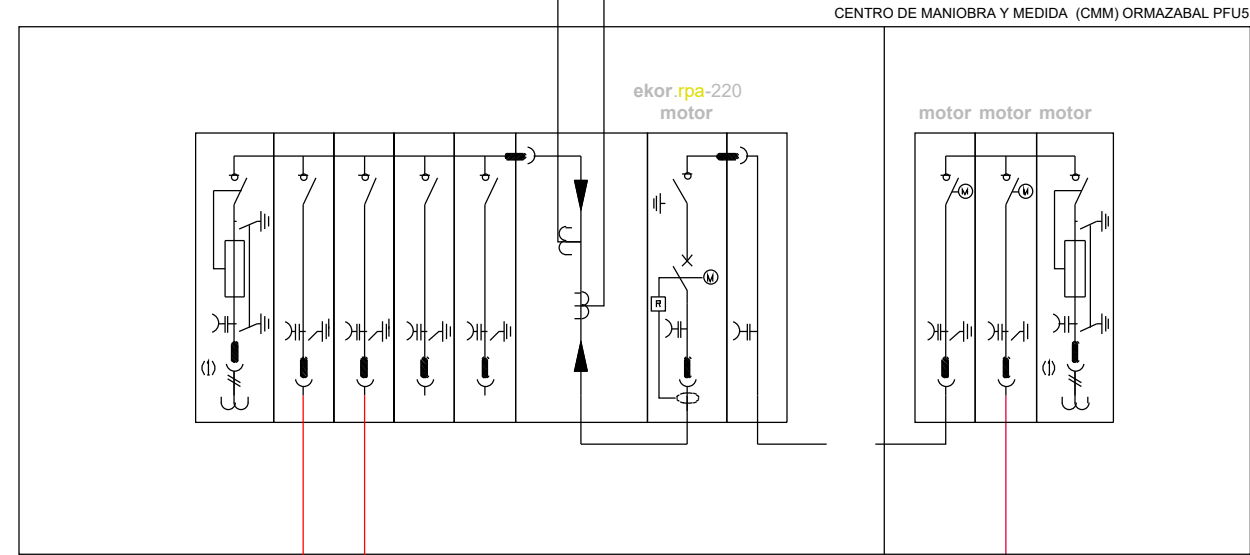 CENTRO DE MANIOBRA Y MEDIDA (CMM) ORMAZABAL PFU5
ekor.rpa-220
motor
motor motor motor
M
M
M
R